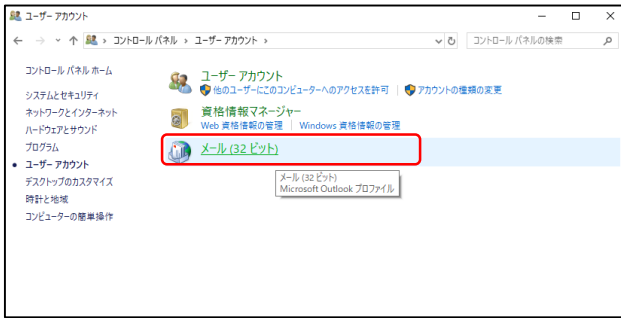 ユーザー アカウント
コントロール パネル › ユーザー アカウント ›
コントロール パネルの検索
コントロール パネル ホーム
システムとセキュリティ
ネットワークとインターネット
ハードウェアとサウンド
プログラム
ユーザー アカウント
デスクトップのカスタマイズ
時計と地域
コンピューターの簡単操作
ユーザー アカウント
他のユーザーにこのコンピューターへのアクセスを許可 | アカウントの種類の変更
資格情報マネージャー
Web 資格情報の管理 | Windows 資格情報の管理
メール (32 ビット)
メール (32 ビット)
Microsoft Outlook プロファイル